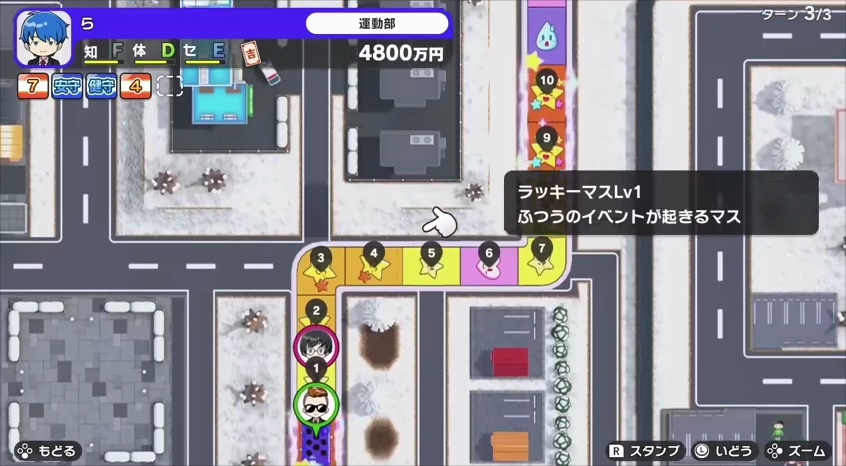 ら
運動部
ターン 3/3
知 F 体 D セ E 吉
4800万円
7 安守 健守 4
10
9
ラッキーマスLv1
ふつうのイベントが起きるマス
3 4 5 6 7
2
1
もどる
R スタンプ L いどう ズーム